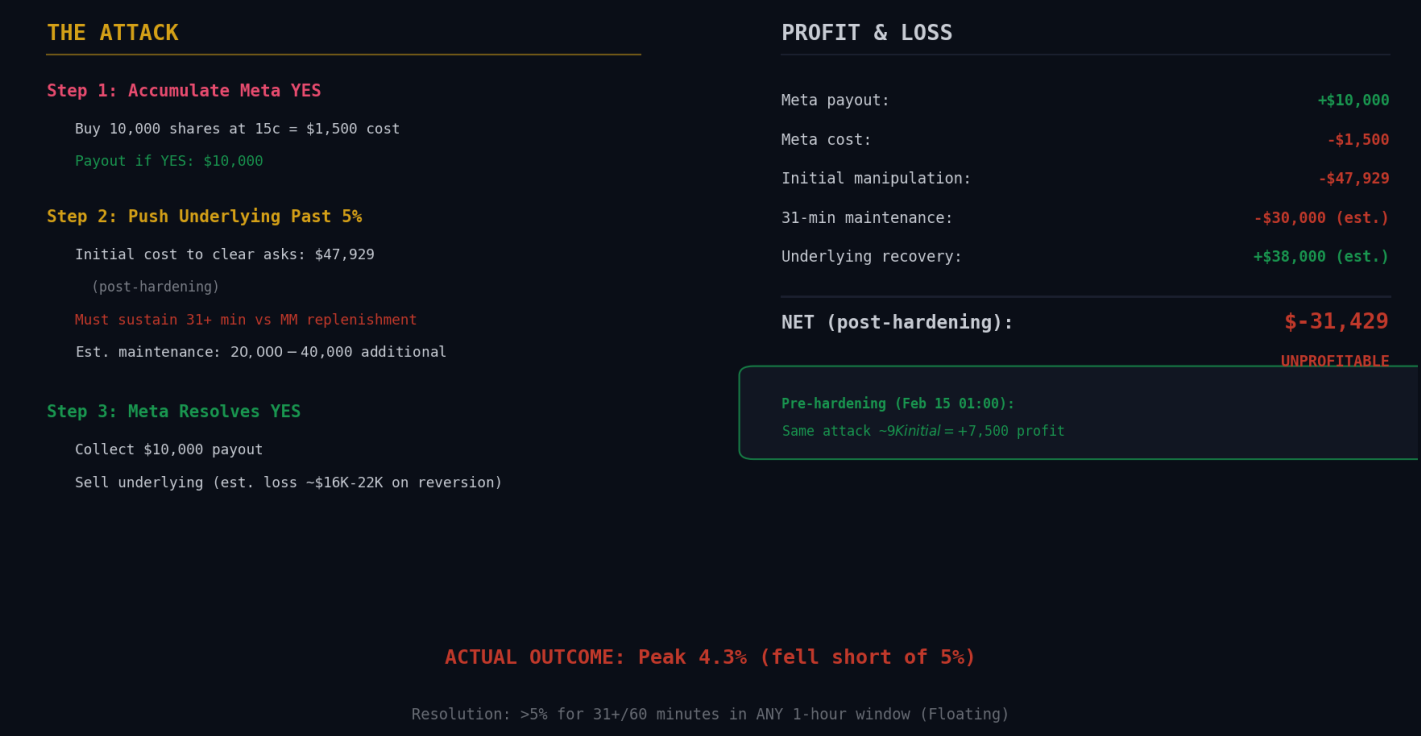 THE ATTACK
Step 1: Accumulate Meta YES
Buy 10,000 shares at 15c = $1,500 cost
Payout if YES: $10,000
Step 2: Push Underlying Past 5%
Initial cost to clear asks: $47,929
(post-hardening)
Must sustain 31+ min vs MM replenishment
Est. maintenance: 20,000−40,000 additional
Step 3: Meta Resolves YES
Collect $10,000 payout
Sell underlying (est. loss ~$16K-22K on reversion)
PROFIT & LOSS
Meta payout: +$10,000
Meta cost: -$1,500
Initial manipulation: -$47,929
31-min maintenance: -$30,000 (est.)
Underlying recovery: +$38,000 (est.)
NET (post-hardening): $-31,429
UNPROFITABLE
Pre-hardening (Feb 15 01:00):
Same attack ~9Kinitial=+7,500 profit
ACTUAL OUTCOME: Peak 4.3% (fell short of 5%)
Resolution: >5% for 31+/60 minutes in ANY 1-hour window (Floating)